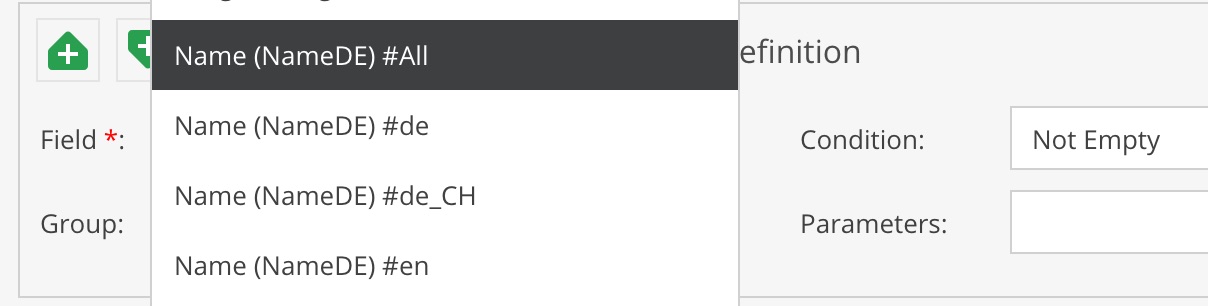 Name (NameDE) #All
efinition
Name (NameDE) #de
Field *:
Condition:
Not Empty
Name (NameDE) #de_CH
Group:
Parameters:
Name (NameDE) #en